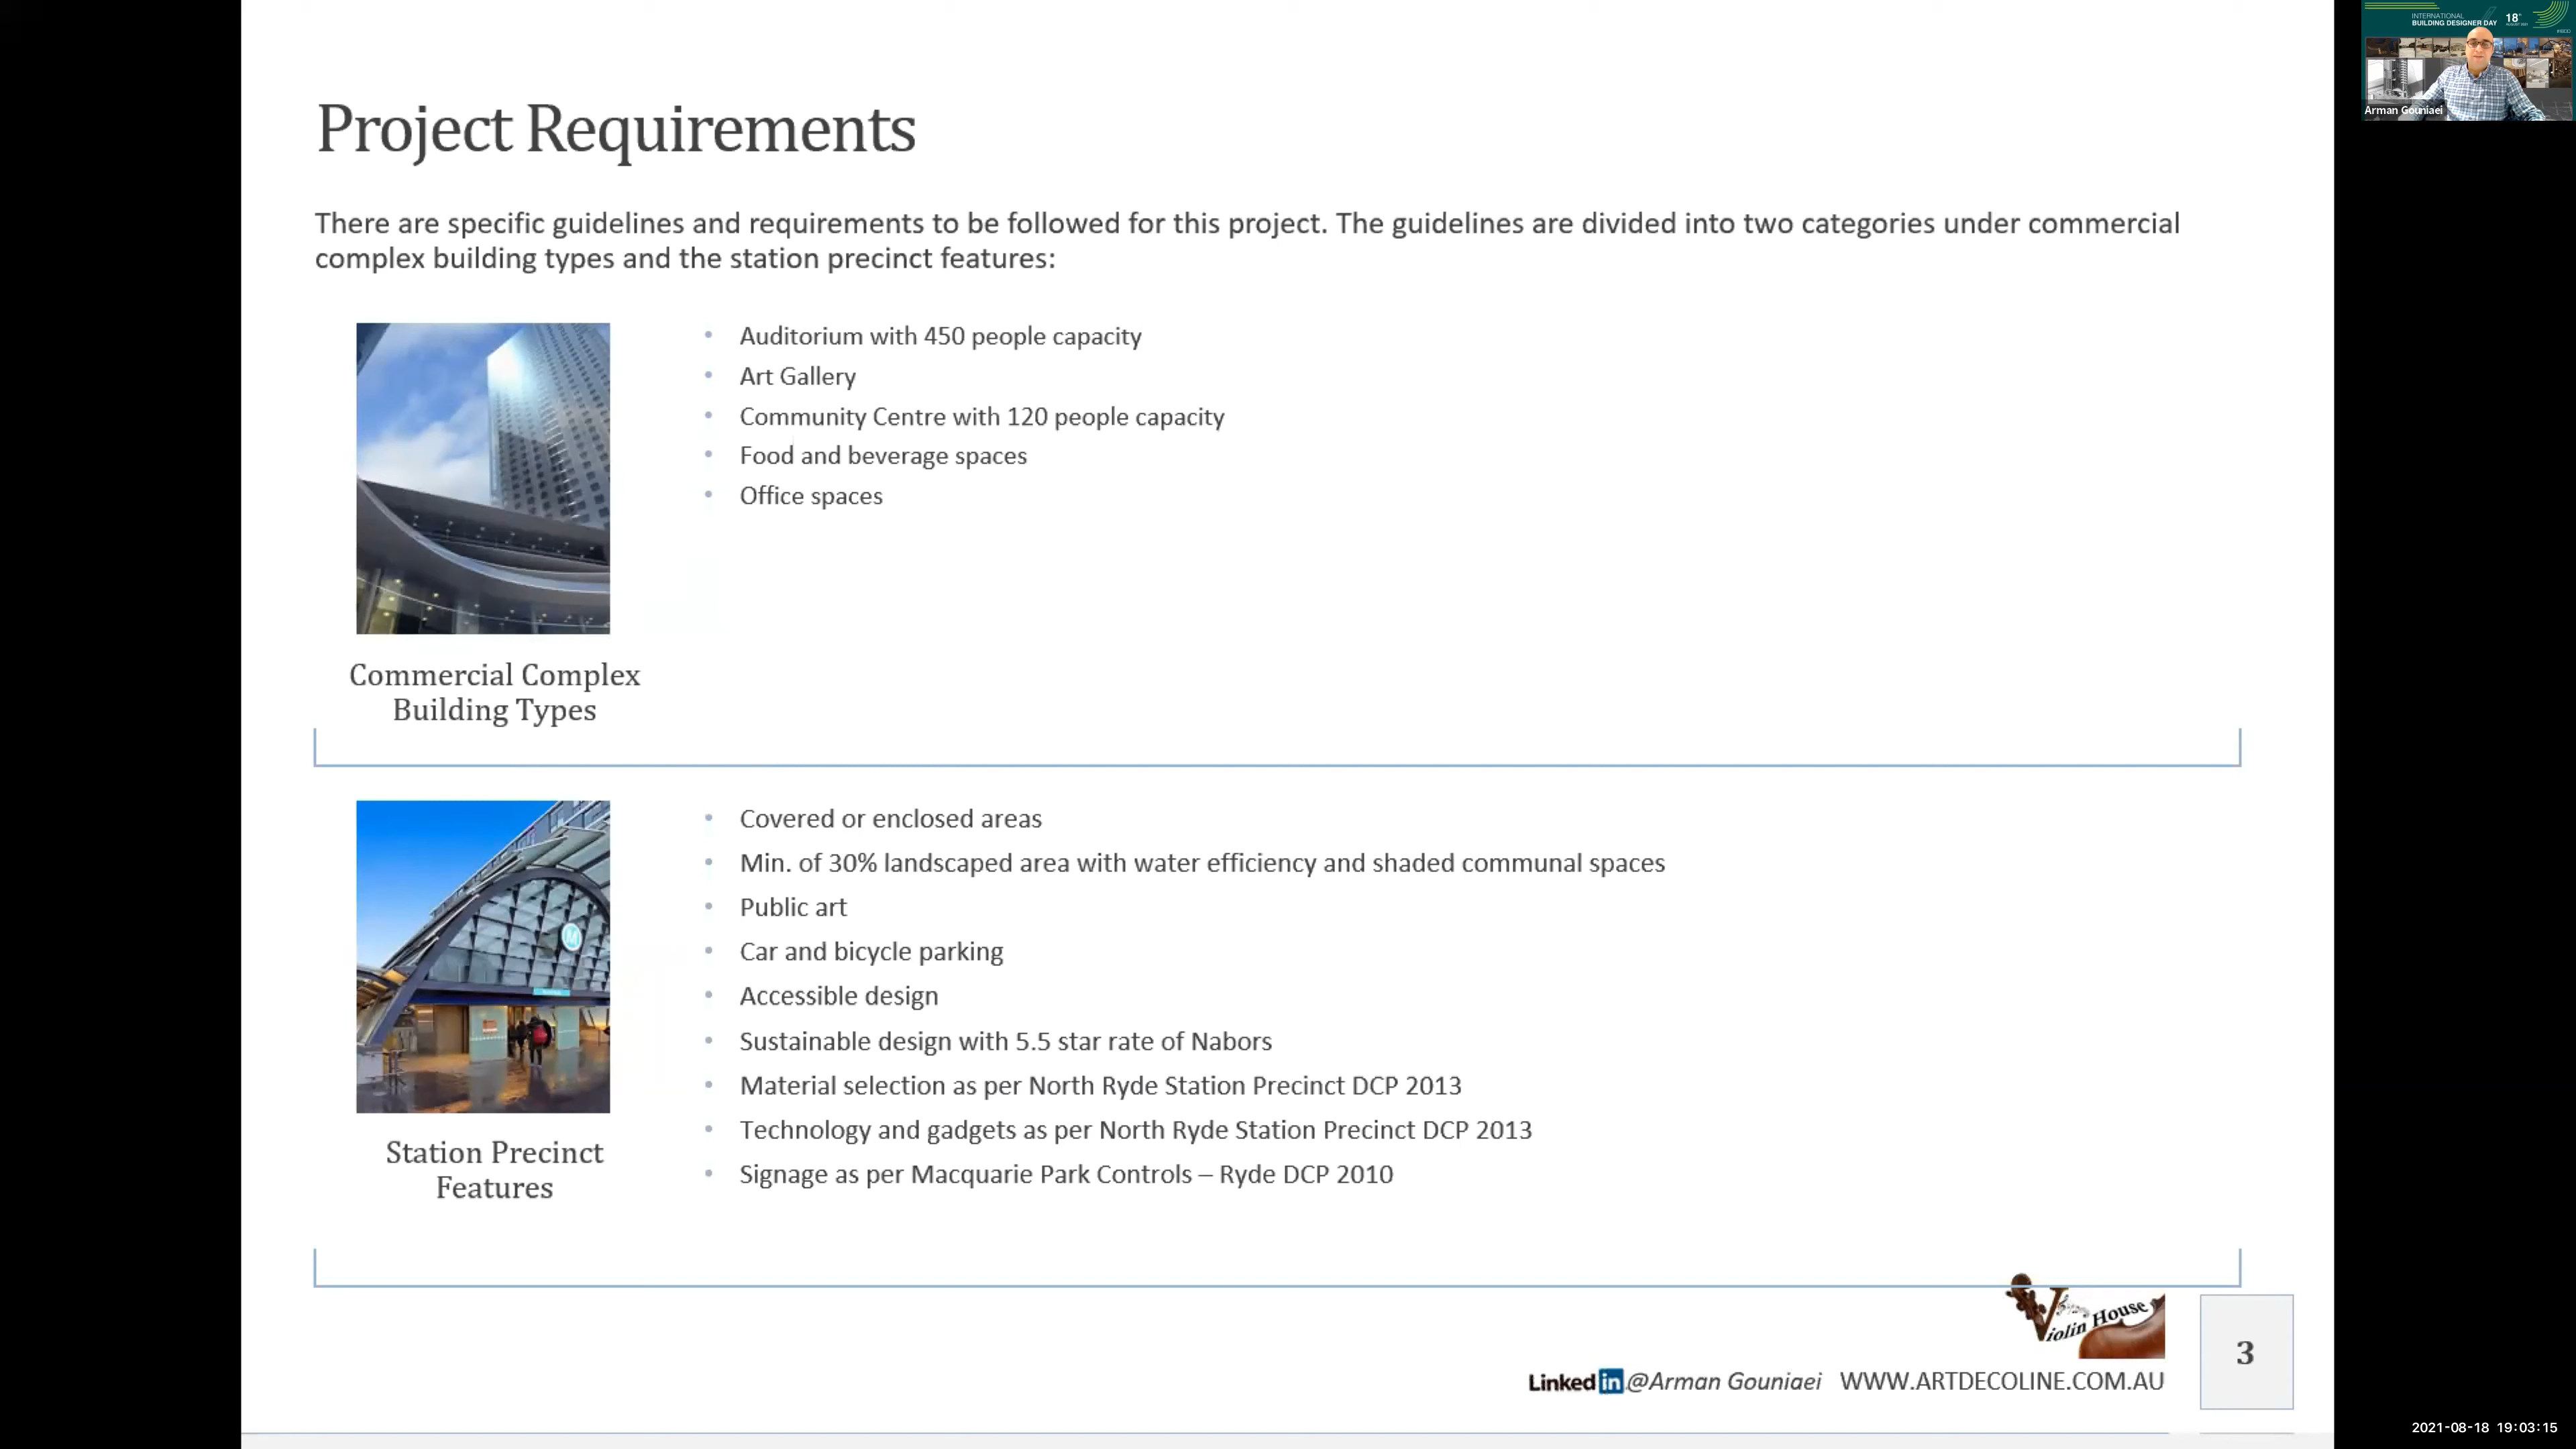 INTERNATIONAL
BUILDING DESIGNER DAY
18
Arman Gouniaei
Project Requirements
There are specific guidelines and requirements to be followed for this project. The guidelines are divided into two categories under commercial
complex building types and the station precinct features:
• Auditorium with 450 people capacity
• Art Gallery
• Community Centre with 120 people capacity
• Food and beverage spaces
• Office spaces
Commercial Complex
Building Types
• Covered or enclosed areas
• Min. of 30% landscaped area with water efficiency and shaded communal spaces
• Public art
• Car and bicycle parking
• Accessible design
• Sustainable design with 5.5 star rate of Nabors
• Material selection as per North Ryde Station Precinct DCP 2013
• Technology and gadgets as per North Ryde Station Precinct DCP 2013
• Signage as per Macquarie Park Controls – Ryde DCP 2010
M
Station Precinct
Features
Violin House
Linked in @Arman Gouniaei WWW.ARTDECOLINE.COM.AU
3
2021-08-18 19:03:15